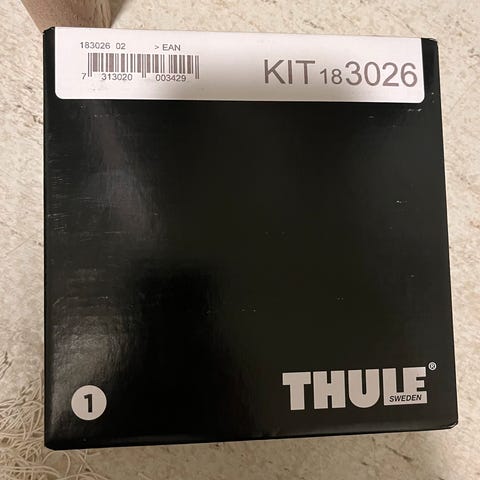 183026 02 > EAN
7 313020 003429
KIT 183026
1
THULE®
SWEDEN